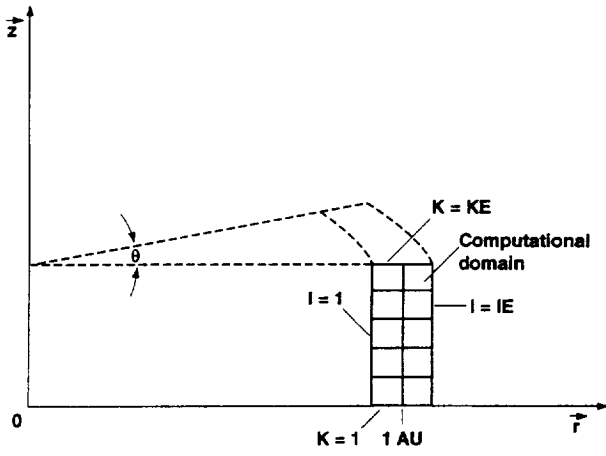 z
K = KE
Computational
domain
θ
I = 1
I = IE
0
K = 1
1 AU
r